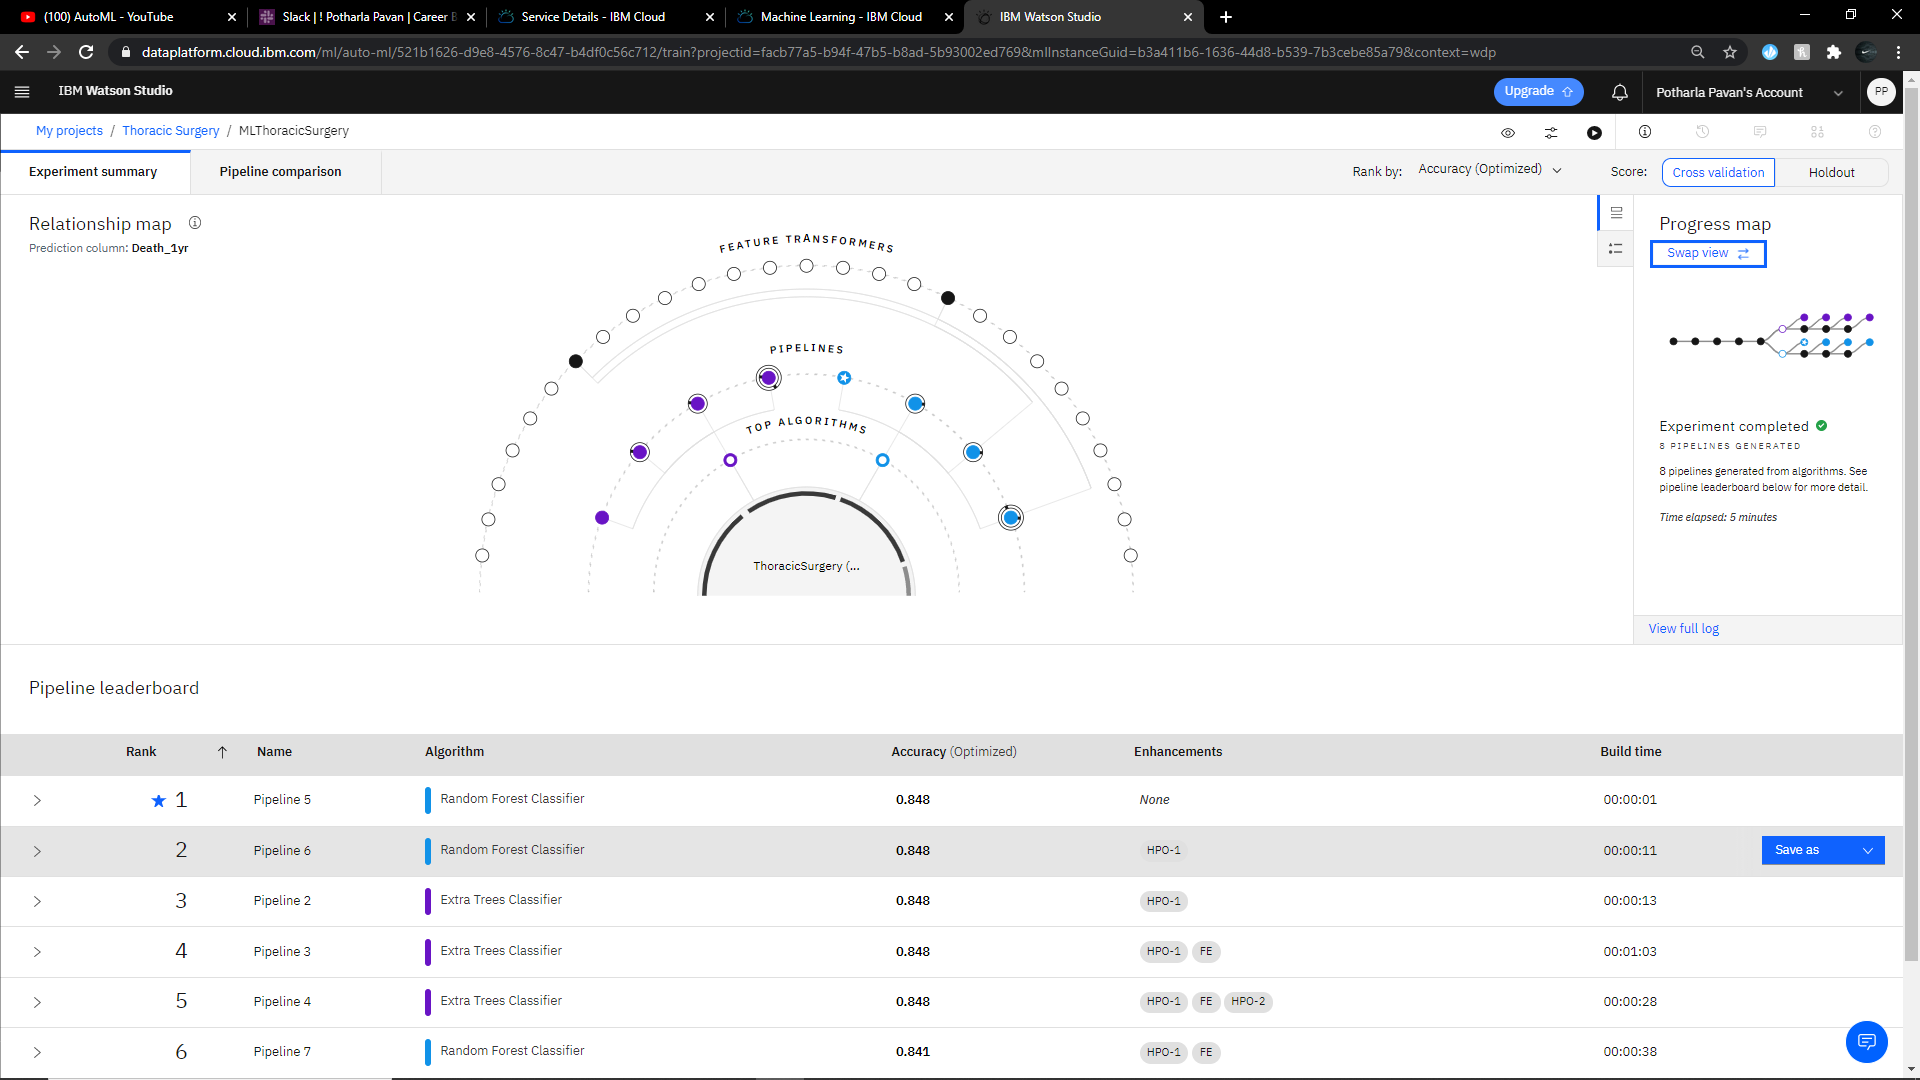 (100) AutoML - YouTube
Slack | ! Potharla Pavan | Career B
Service Details - IBM Cloud
Machine Learning - IBM Cloud
IBM Watson Studio
dataplatform.cloud.ibm.com/ml/auto-ml/521b1626-d9e8-4576-8c47-b4df0c56c712/train?projectid=facb77a5-b94f-47b5-b8ad-5b93002ed769&mlInstanceGuid=b3a411b6-1636-44d8-b539-7b3cebe85a79&context=wdp
IBM Watson Studio
Upgrade
Potharla Pavan's Account
PP
My projects / Thoracic Surgery / MLThoracicSurgery
Experiment summary
Pipeline comparison
Rank by: Accuracy (Optimized)
Score: Cross validation Holdout
Relationship map
Prediction column: Death_1yr
FEATURE TRANSFORMERS
PIPELINES
TOP ALGORITHMS
ThoracicSurgery (...
Progress map
Swap view
Experiment completed
8 PIPELINES GENERATED
8 pipelines generated from algorithms. See
pipeline leaderboard below for more detail.
Time elapsed: 5 minutes
View full log
Pipeline leaderboard
Rank Name Algorithm Accuracy (Optimized) Enhancements Build time
1 Pipeline 5 Random Forest Classifier 0.848 None 00:00:01
2 Pipeline 6 Random Forest Classifier 0.848 HPO-1 00:00:11 Save as
3 Pipeline 2 Extra Trees Classifier 0.848 HPO-1 00:00:13
4 Pipeline 3 Extra Trees Classifier 0.848 HPO-1 FE 00:01:03
5 Pipeline 4 Extra Trees Classifier 0.848 HPO-1 FE HPO-2 00:00:28
6 Pipeline 7 Random Forest Classifier 0.841 HPO-1 FE 00:00:38